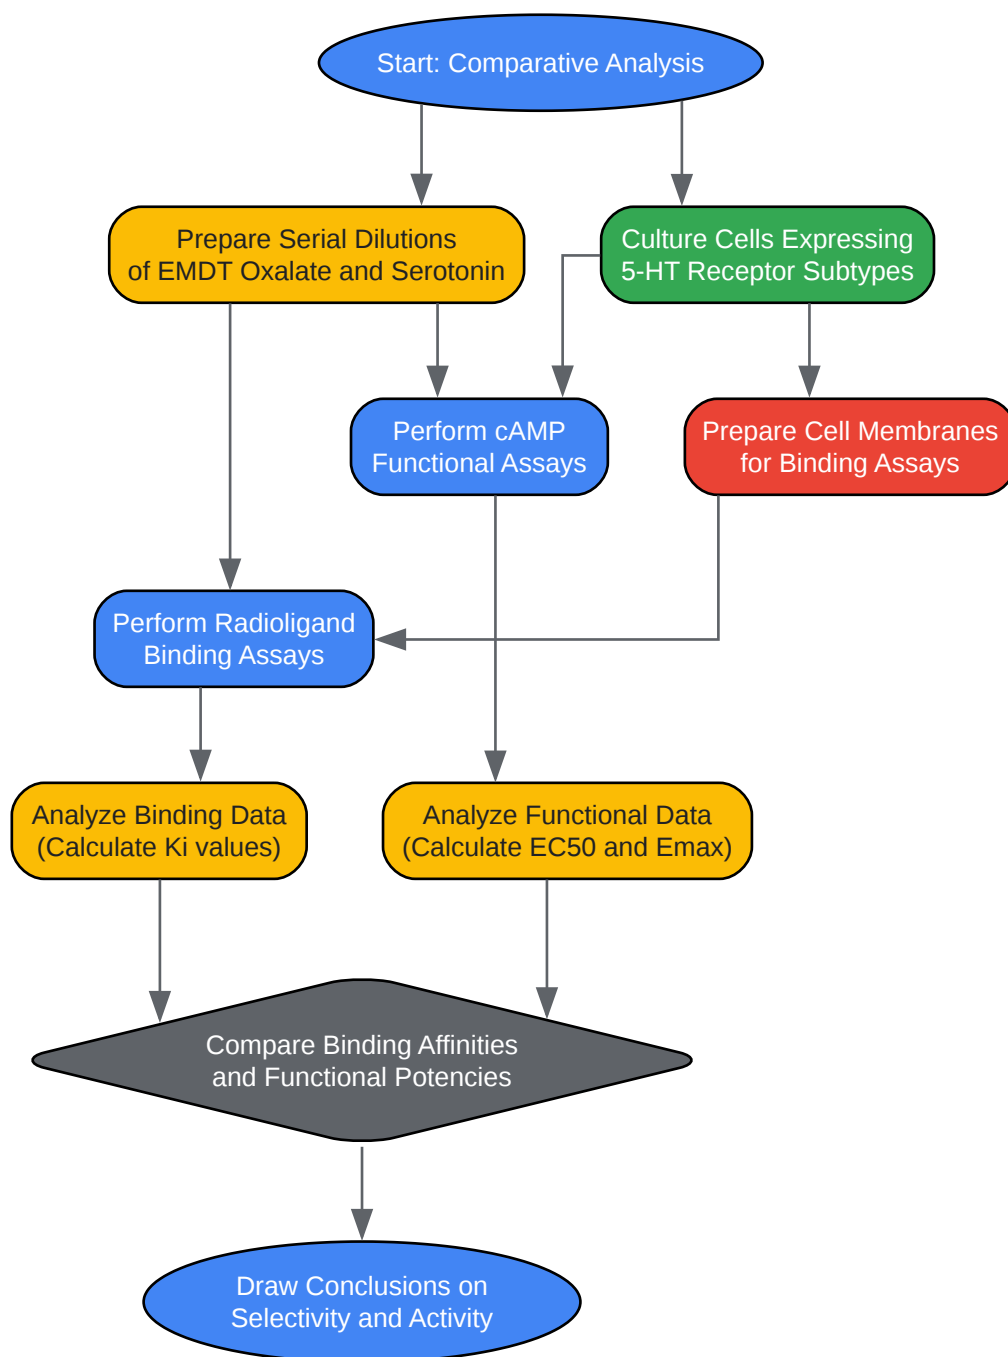 Start: Comparative Analysis
Prepare Serial Dilutions
of EMDT Oxalate and Serotonin
Culture Cells Expressing
5-HT Receptor Subtypes
Perform cAMP
Functional Assays
Prepare Cell Membranes
for Binding Assays
Perform Radioligand
Binding Assays
Analyze Binding Data
(Calculate Ki values)
Analyze Functional Data
(Calculate EC50 and Emax)
Compare Binding Affinities
and Functional Potencies
Draw Conclusions on
Selectivity and Activity